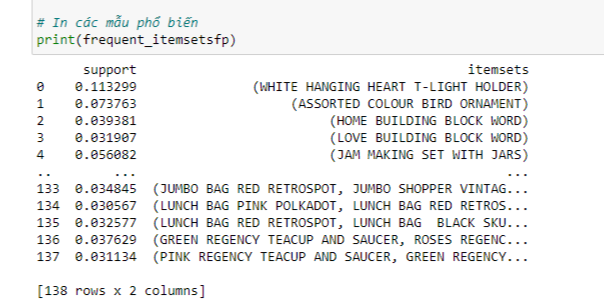 # In các mẫu phổ biến
print(frequent_itemsetsfp)
support itemsets
0 0.113299 (WHITE HANGING HEART T-LIGHT HOLDER)
1 0.073763 (ASSORTED COLOUR BIRD ORNAMENT)
2 0.039381 (HOME BUILDING BLOCK WORD)
3 0.031907 (LOVE BUILDING BLOCK WORD)
4 0.056082 (JAM MAKING SET WITH JARS)
.. ... ...
133 0.034845 (JUMBO BAG RED RETROSPOT, JUMBO SHOPPER VINTAG...
134 0.030567 (LUNCH BAG PINK POLKADOT, LUNCH BAG RED RETROS...
135 0.032577 (LUNCH BAG RED RETROSPOT, LUNCH BAG  BLACK SKU...
136 0.037629 (GREEN REGENCY TEACUP AND SAUCER, ROSES REGENC...
137 0.031134 (PINK REGENCY TEACUP AND SAUCER, GREEN REGENCY...
[138 rows x 2 columns]